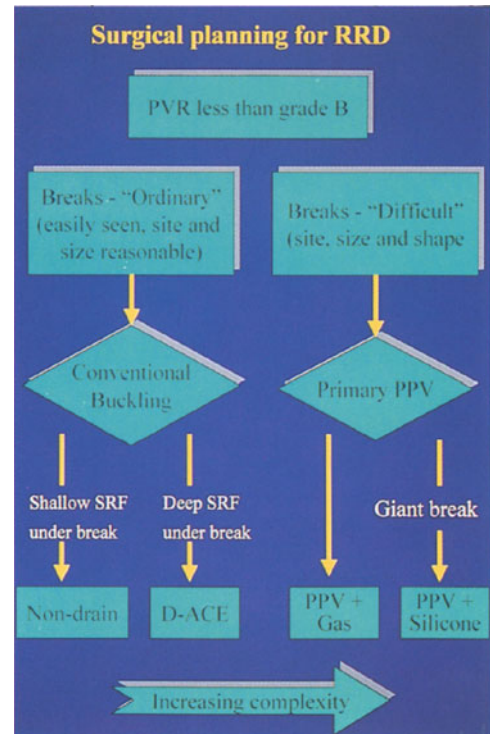 Surgical planning for RRD
PVR less than grade B
Breaks - “Ordinary”
(easily seen, site and
size reasonable)
Breaks - “Difficult”
(site, size and shape
Conventional
Buckling
Primary PPV
Shallow SRF
under break
Deep SRF
under break
Giant break
Non-drain
D-ACE
PPV +
Gas
PPV +
Silicone
Increasing complexity